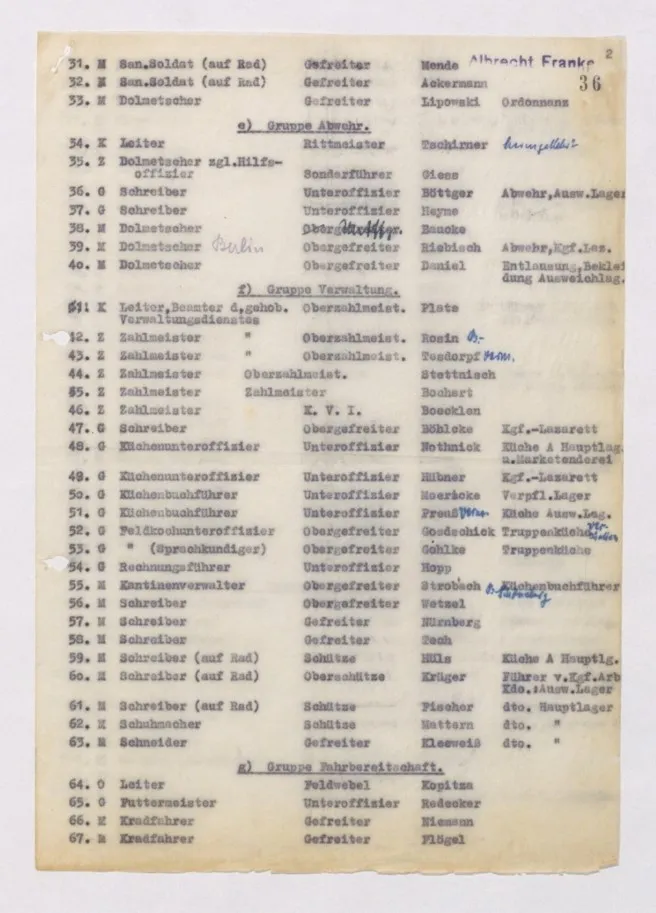 2
Albrecht Franke
36
31. M San.Soldat (auf Rad) Gefreiter Mende
32. M San.Soldat (auf Rad) Gefreiter Ackermann
33. M Dolmetscher Gefreiter Lipowski Ordonnanz
e) Gruppe Abwehr.
34. K Leiter Rittmeister Tschirner
35. Z Dolmetscher zgl.Hilfs-
offizier Sonderführer Giess
36. G Schreiber Unteroffizier Böttger Abwehr,Ausw.Lager
37. G Schreiber Unteroffizier Heyne
38. M Dolmetscher Baucke
39. M Dolmetscher Berlin Obergefreiter Riebisch Abwehr,Kgf.Laz.
40. M Dolmetscher Obergefreiter Daniel Entlausung,Beklei
dung Ausweichlag.
f) Gruppe Verwaltung.
41 K Leiter,Beamter d.gehob. Oberzahlmeist. Plate
Verwaltungsdienstes
42. Z Zahlmeister " Oberzahlmeist. Rosin
43. Z Zahlmeister " Oberzahlmeist. Tesdorpf
44. Z Zahlmeister Oberzahlmeist. Stettnisch
45. Z Zahlmeister Zahlmeister Bochert
46. Z Zahlmeister K. V. I. Boecklen
47. G Schreiber Obergefreiter Böhlcke Kgf.-Lazarett
48. G Küchenunteroffizier Unteroffizier Nothnick Küche A Hauptlag.
u.Marketenderei
49. G Küchenunteroffizier Unteroffizier Hübner Kgf.-Lazarett
50. G Küchenbuchführer Unteroffizier Moericke Verpfl.Lager
51. G Küchenbuchführer Unteroffizier Preuß Küche Ausw.Lag.
52. G Feldkochunteroffizier Obergefreiter Goedschick Truppenküche
53. G " (Sprachkundiger) Obergefreiter Göhlke Truppenküche
54. G Rechnungsführer Unteroffizier Hopp
55. M Kantinenverwalter Obergefreiter Strobach Küchenbuchführer
56. M Schreiber Obergefreiter Wetzel
57. M Schreiber Gefreiter Nürnberg
58. M Schreiber Gefreiter Tech
59. M Schreiber (auf Rad) Schütze Hüls Küche A Hauptlg.
60. M Schreiber (auf Rad) Oberschütze Krüger Führer v.Kgf.Arb
Kdo.:Ausw.Lager
61. M Schreiber (auf Rad) Schütze Fischer dto. Hauptlager
62. M Schuhmacher Schütze Mattern dto. "
63. M Schneider Gefreiter Kleeweiß dto. "
g) Gruppe Fahrbereitschaft.
64. O Leiter Feldwebel Kopitza
65. G Futtermeister Unteroffizier Redecker
66. M Kradfahrer Gefreiter Niemann
67. M Kradfahrer Gefreiter Flögel